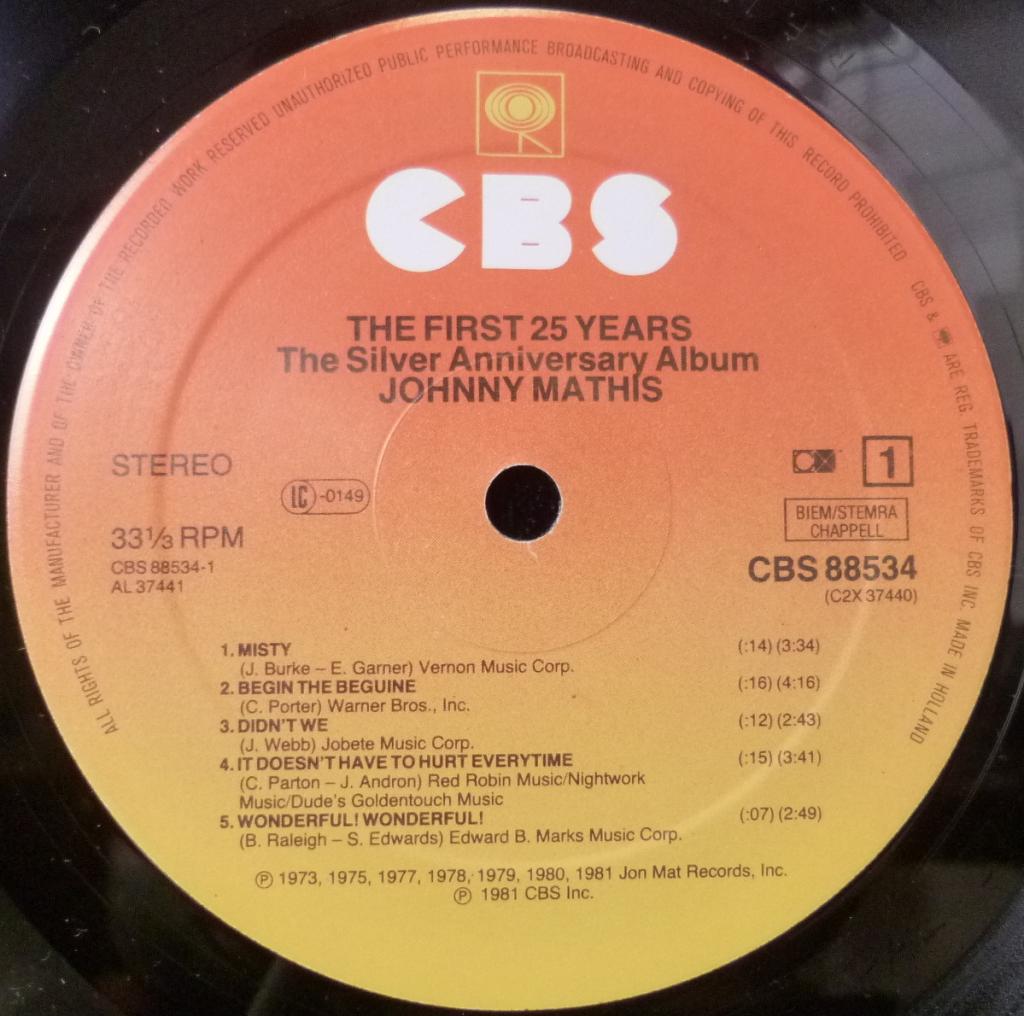 ALL RIGHTS OF THE MANUFACTURER AND OF THE OWNER OF THE RECORDED WORK RESERVED UNAUTHORIZED PUBLIC PERFORMANCE BROADCASTING AND COPYING OF THIS RECORD PROHIBITED
CBS & ARE REG. TRADEMARKS OF CBS INC. MADE IN HOLLAND
CBS
THE FIRST 25 YEARS
The Silver Anniversary Album
JOHNNY MATHIS
STEREO
LC-0149
33⅓ RPM
CBS 88534-1
AL 37441
1
BIEM/STEMRA
CHAPPELL
CBS 88534
(C2X 37440)
1. MISTY (:14) (3:34)
(J. Burke – E. Garner) Vernon Music Corp.
2. BEGIN THE BEGUINE (:16) (4:16)
(C. Porter) Warner Bros., Inc.
3. DIDN'T WE (:12) (2:43)
(J. Webb) Jobete Music Corp.
4. IT DOESN'T HAVE TO HURT EVERYTIME (:15) (3:41)
(C. Parton – J. Andron) Red Robin Music/Nightwork
Music/Dude's Goldentouch Music
5. WONDERFUL! WONDERFUL! (:07) (2:49)
(B. Raleigh – S. Edwards) Edward B. Marks Music Corp.
Ⓟ 1973, 1975, 1977, 1978, 1979, 1980, 1981 Jon Mat Records, Inc.
Ⓟ 1981 CBS Inc.